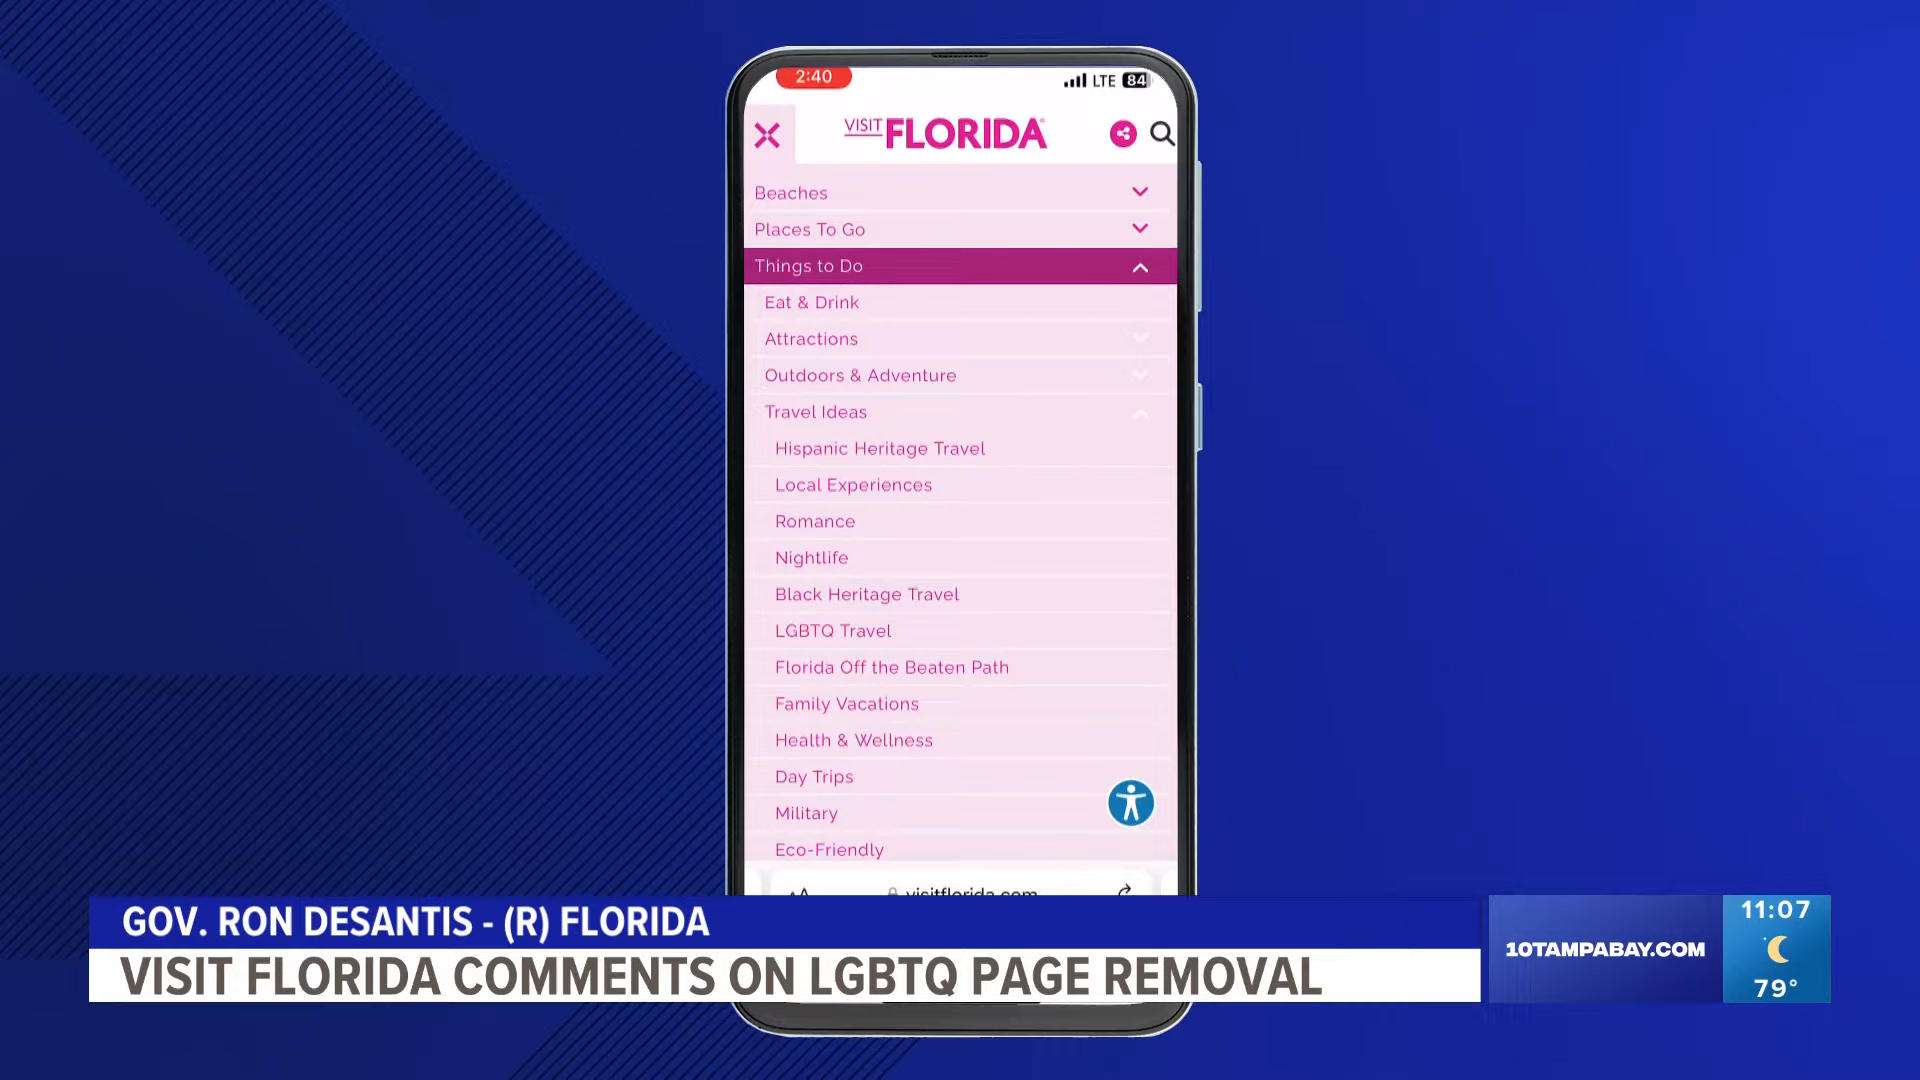 2:40
LTE 84
VISIT FLORIDA
Beaches
Places To Go
Things to Do
Eat & Drink
Attractions
Outdoors & Adventure
Travel Ideas
Hispanic Heritage Travel
Local Experiences
Romance
Nightlife
Black Heritage Travel
LGBTQ Travel
Florida Off the Beaten Path
Family Vacations
Health & Wellness
Day Trips
Military
Eco-Friendly
AA visitflorida.com
GOV. RON DESANTIS - (R) FLORIDA
VISIT FLORIDA COMMENTS ON LGBTQ PAGE REMOVAL
10TAMPABAY.COM
11:07
79°